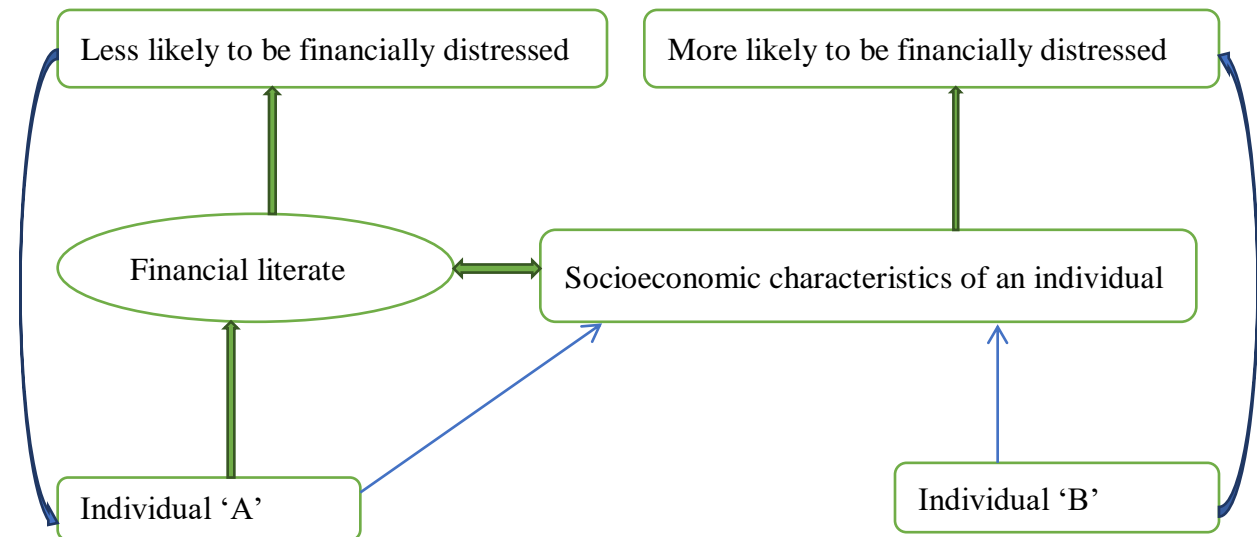 Less likely to be financially distressed
More likely to be financially distressed
Financial literate
Socioeconomic characteristics of an individual
Individual ‘A’
Individual ‘B’